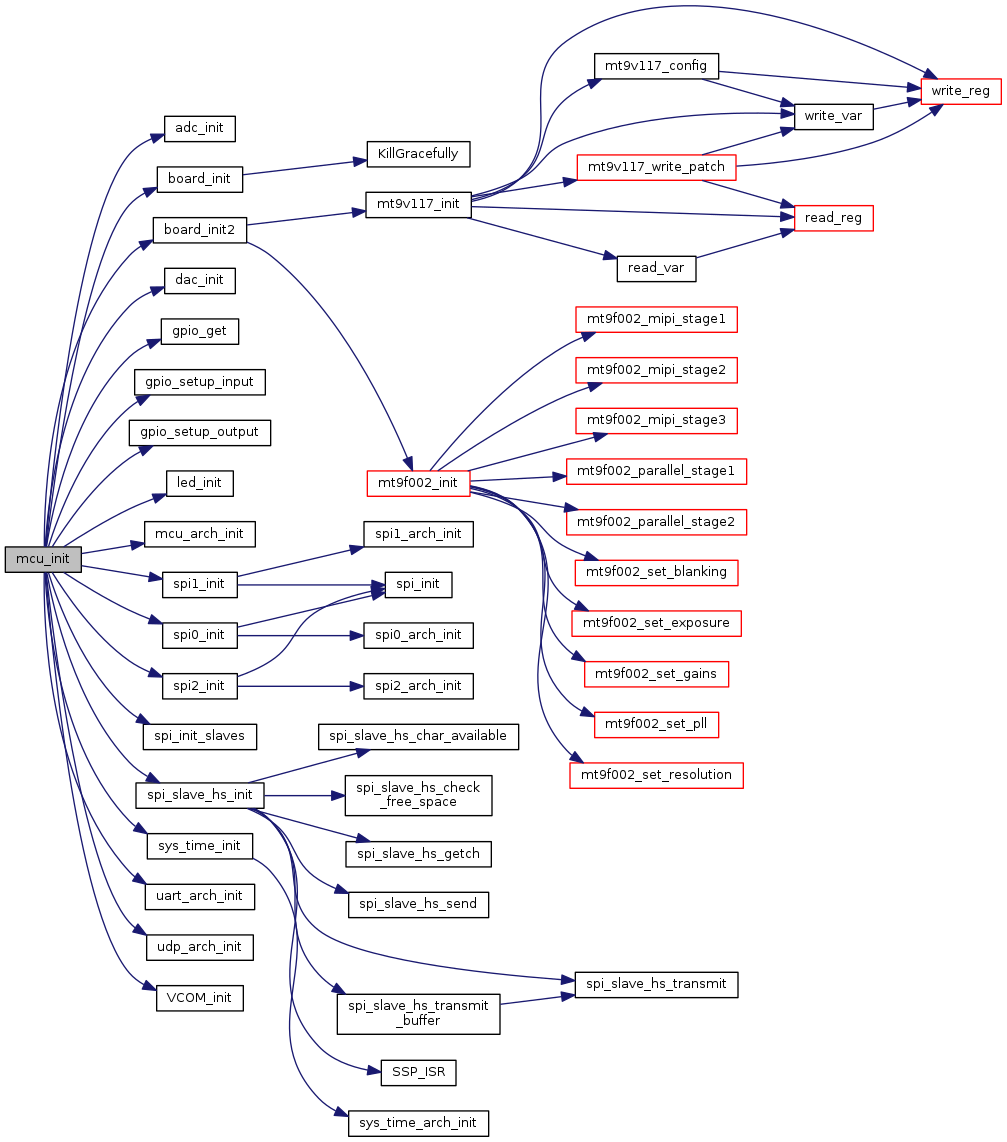 mt9v117_config
write_reg
write_var
adc_init
KillGracefully
mt9v117_write_patch
board_init
mt9v117_init
read_reg
board_init2
read_var
dac_init
mt9f002_mipi_stage1
gpio_get
mt9f002_mipi_stage2
gpio_setup_input
mt9f002_mipi_stage3
gpio_setup_output
mt9f002_parallel_stage1
led_init
mt9f002_init
mt9f002_parallel_stage2
mcu_arch_init
spi1_arch_init
mcu_init
mt9f002_set_blanking
spi1_init
spi_init
mt9f002_set_exposure
spi0_init
spi0_arch_init
mt9f002_set_gains
spi2_init
spi2_arch_init
mt9f002_set_pll
spi_init_slaves
spi_slave_hs_char_available
mt9f002_set_resolution
spi_slave_hs_init
spi_slave_hs_check
_free_space
sys_time_init
spi_slave_hs_getch
uart_arch_init
spi_slave_hs_send
udp_arch_init
spi_slave_hs_transmit
VCOM_init
spi_slave_hs_transmit
_buffer
SSP_ISR
sys_time_arch_init